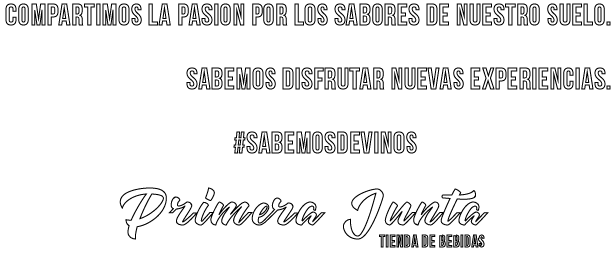 COMPARTIMOS LA PASION POR LOS SABORES DE NUESTRO SUELO.
SABEMOS DISFRUTAR NUEVAS EXPERIENCIAS.
#SABEMOSDEVINOS
Primera Junta
TIENDA DE BEBIDAS